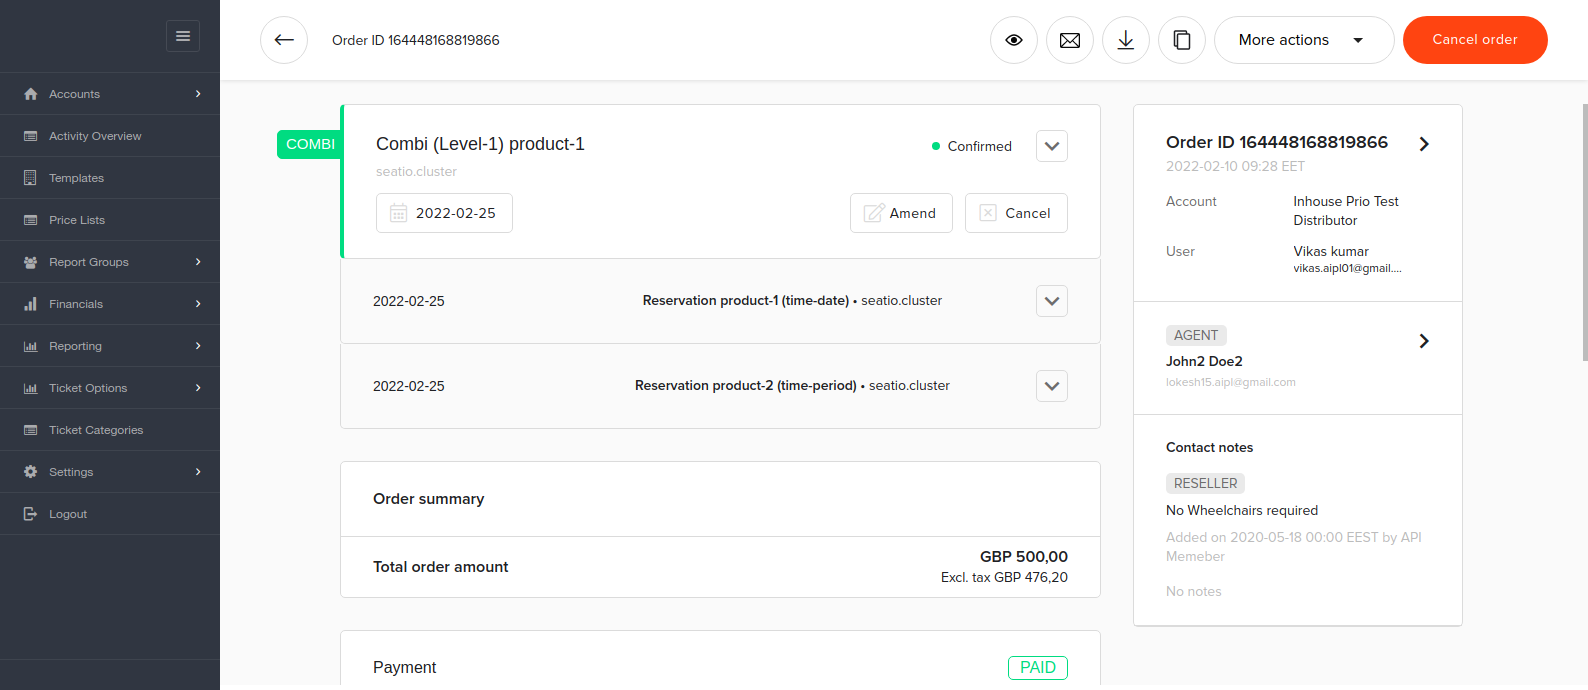 Order ID 164448168819866
More actions
Cancel order
Accounts
Activity Overview
Templates
Price Lists
Report Groups
Financials
Reporting
Ticket Options
Ticket Categories
Settings
Logout
COMBI
Combi (Level-1) product-1
Confirmed
seatio.cluster
2022-02-25
Amend
Cancel
2022-02-25
Reservation product-1 (time-date) • seatio.cluster
2022-02-25
Reservation product-2 (time-period) • seatio.cluster
Order summary
Total order amount
GBP 500,00
Excl. tax GBP 476,20
Payment
PAID
Order ID 164448168819866
2022-02-10 09:28 EET
Account
Inhouse Prio Test
Distributor
User
Vikas kumar
vikas.aipl01@gmail....
AGENT
John2 Doe2
lokesh15.aipl@gmail.com
Contact notes
RESELLER
No Wheelchairs required
Added on 2020-05-18 00:00 EEST by API
Memeber
No notes